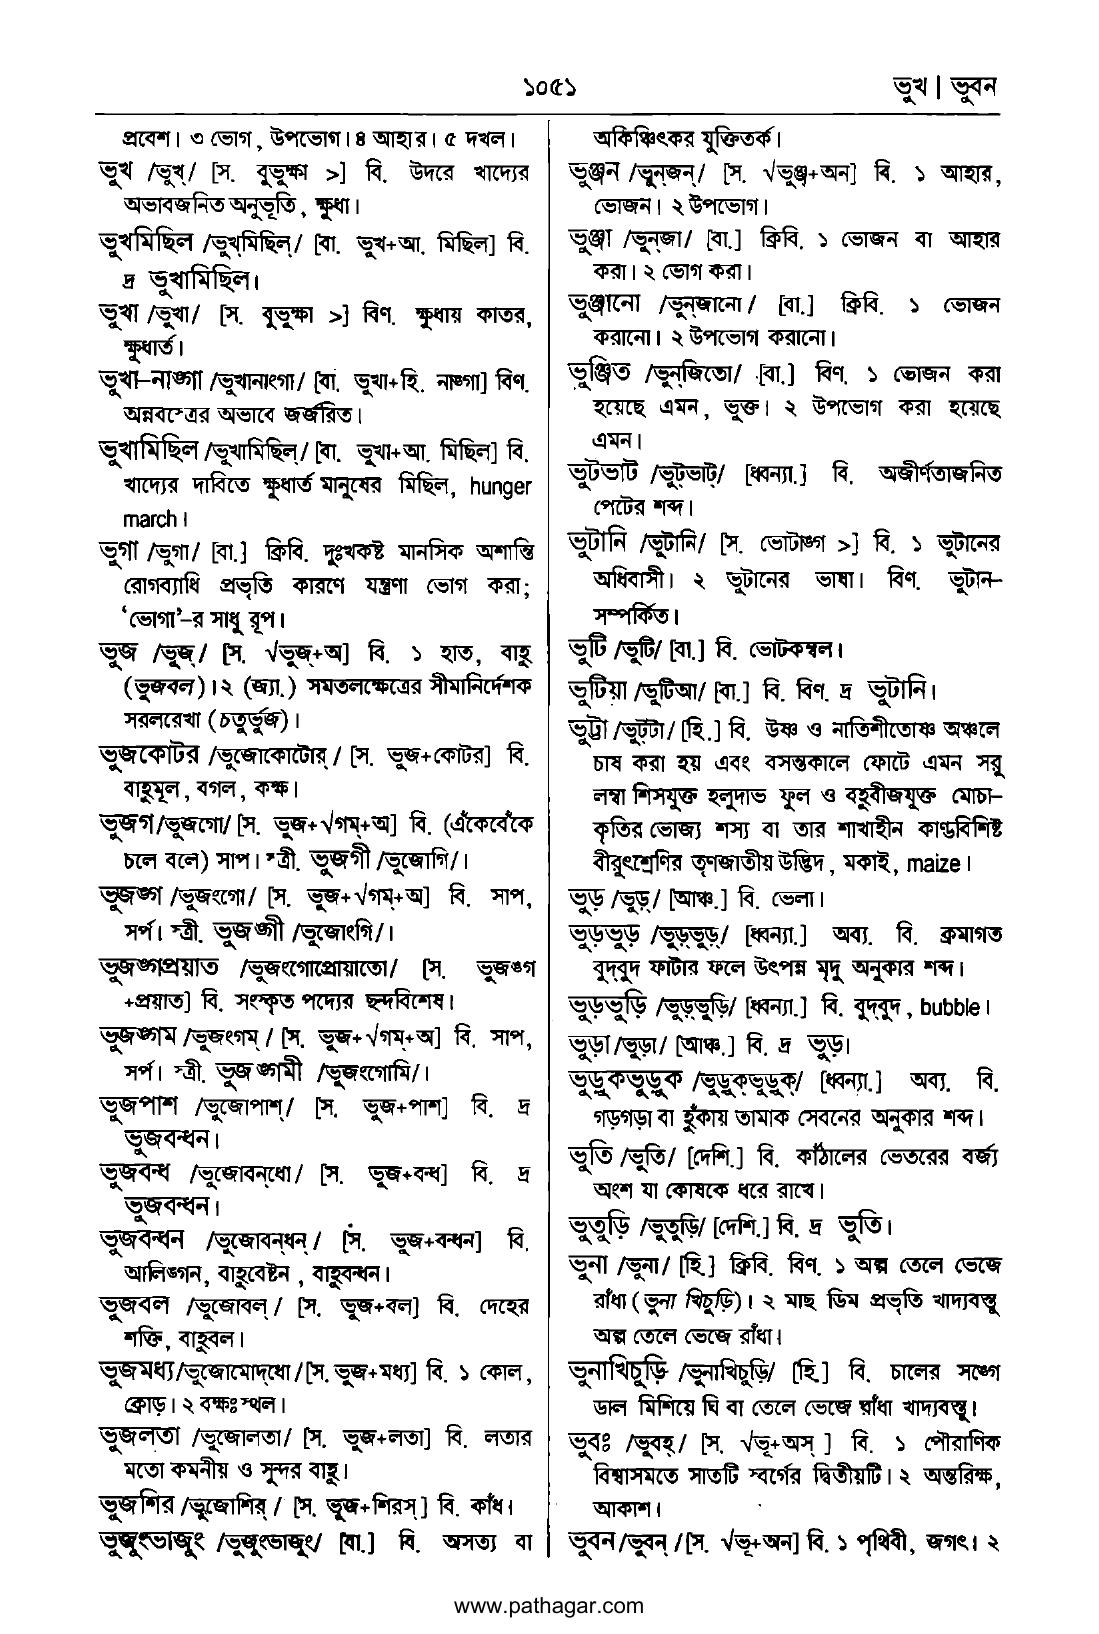 ১০৫১
ভুখ | ভুবন
প্রবেশ। ৩ ভোগ, উপভোগ। ৪ আহার। ৫ দখল।
ভুখ /ভুখ্/ [স. বুভুক্ষা >] বি. উদরে খাদ্যের
অভাবজনিত অনুভূতি, ক্ষুধা।
ভুখমিছিল /ভুখ্‌মিছিল্/ [বা. ভুখ+আ. মিছিল] বি.
দ্র ভুখামিছিল।
ভুখা /ভুখা/ [স. বুভুক্ষা >] বিণ. ক্ষুধায় কাতর,
ক্ষুধার্ত।
ভুখা-নাঙ্গা /ভুখানাংগা/ [বা. ভুখা+হি. নাঙ্গা] বিণ.
অন্নবস্ত্রের অভাবে জর্জরিত।
ভুখামিছিল /ভুখামিছিল্/ [বা. ভুখা+আ. মিছিল] বি.
খাদ্যের দাবিতে ক্ষুধার্ত মানুষের মিছিল, hunger
march।
ভুগা /ভুগা/ [বা.] ক্রিবি. দুঃখকষ্ট মানসিক অশান্তি
রোগব্যাধি প্রভৃতি কারণে যন্ত্রণা ভোগ করা;
‘ভোগা’-র সাধু রূপ।
ভুজ /ভুজ্/ [স. √ভুজ্+অ] বি. ১ হাত, বাহু
(ভুজবল)। ২ (জ্যা.) সমতলক্ষেত্রের সীমানির্দেশক
সরলরেখা (চতুর্ভুজ)।
ভুজকোটর /ভুজোকোটোর্/ [স. ভুজ+কোটর] বি.
বাহুমূল, বগল, কক্ষ।
ভুজগ/ভুজগো/ [স. ভুজ+√গম্+অ] বি. (এঁকেবেঁকে
চলে বলে) সাপ। স্ত্রী. ভুজগী /ভুজোগি/।
ভুজঙ্গ /ভুজংগো/ [স. ভুজ+√গম্+অ] বি. সাপ,
সর্প। স্ত্রী. ভুজঙ্গী /ভুজোংগি/।
ভুজঙ্গপ্রয়াত /ভুজংগোপ্রোয়াতো/ [স. ভুজঙ্গ
+প্রয়াত] বি. সংস্কৃত পদ্যের ছন্দবিশেষ।
ভুজঙ্গম /ভুজংগম্/ [স. ভুজ+√গম্+অ] বি. সাপ,
সর্প। স্ত্রী. ভুজঙ্গমী /ভুজংগোমি/।
ভুজপাশ /ভুজোপাশ্/ [স. ভুজ+পাশ] বি. দ্র
ভুজবন্ধন।
ভুজবন্ধ /ভুজোবন্‌ধো/ [স. ভুজ+বন্ধ] বি. দ্র
ভুজবন্ধন।
ভুজবন্ধন /ভুজোবন্‌ধন্/ [স. ভুজ+বন্ধন] বি.
আলিঙ্গন, বাহুবেষ্টন, বাহুবন্ধন।
ভুজবল /ভুজোবল্/ [স. ভুজ+বল] বি. দেহের
শক্তি, বাহুবল।
ভুজমধ্য/ভুজোমোদ্‌ধো/[স. ভুজ+মধ্য] বি. ১ কোল,
ক্রোড়। ২ বক্ষঃস্থল।
ভুজলতা /ভুজোলতা/ [স. ভুজ+লতা] বি. লতার
মতো কমনীয় ও সুন্দর বাহু।
ভুজশির /ভুজোশির্/ [স. ভুজ+শিরস্] বি. কাঁধ।
ভুজুংভাজুং /ভুজুংভাজুং/ [বা.] বি. অসত্য বা
অকিঞ্চিৎকর যুক্তিতর্ক।
ভুঞ্জন /ভুন্‌জন্/ [স. √ভুঞ্জ্+অন] বি. ১ আহার,
ভোজন। ২ উপভোগ।
ভুঞ্জা /ভুন্‌জা/ [বা.] ক্রিবি. ১ ভোজন বা আহার
করা। ২ ভোগ করা।
ভুঞ্জানো /ভুন্‌জানো/ [বা.] ক্রিবি. ১ ভোজন
করানো। ২ উপভোগ করানো।
ভুঞ্জিত /ভুন্‌জিতো/ [বা.] বিণ. ১ ভোজন করা
হয়েছে এমন, ভুক্ত। ২ উপভোগ করা হয়েছে
এমন।
ভুটভাট /ভুট্‌ভাট্/ [ধ্বন্যা.] বি. অজীর্ণতাজনিত
পেটের শব্দ।
ভুটানি /ভুটানি/ [স. ভোটাঙ্গ >] বি. ১ ভুটানের
অধিবাসী। ২ ভুটানের ভাষা। বিণ. ভুটান-
সম্পর্কিত।
ভুটি /ভুটি/ [বা.] বি. ভোটকম্বল।
ভুটিয়া /ভুটিআ/ [বা.] বি. বিণ. দ্র ভুটানি।
ভুট্টা /ভুট্‌টা/ [হি.] বি. উষ্ণ ও নাতিশীতোষ্ণ অঞ্চলে
চাষ করা হয় এবং বসন্তকালে ফোটে এমন সরু
লম্বা শিসযুক্ত হলুদাভ ফুল ও বহুবীজযুক্ত মোচা-
কৃতির ভোজ্য শস্য বা তার শাখাহীন কাণ্ডবিশিষ্ট
বীরুৎশ্রেণির তৃণজাতীয় উদ্ভিদ, মকাই, maize।
ভুড় /ভুড়্/ [আঞ্চ.] বি. ভেলা।
ভুড়ভুড় /ভুড়্‌ভুড়্/ [ধ্বন্যা.] অব্য. বি. ক্রমাগত
বুদ্‌বুদ ফাটার ফলে উৎপন্ন মৃদু অনুকার শব্দ।
ভুড়ভুড়ি /ভুড়্‌ভুড়ি/ [ধ্বন্যা.] বি. বুদ্‌বুদ, bubble।
ভুড়া /ভুড়া/ [আঞ্চ.] বি. দ্র ভুড়।
ভুড়ুকভুড়ুক /ভুড়ুক্‌ভুড়ুক্/ [ধ্বন্যা.] অব্য. বি.
গড়গড়া বা হুঁকায় তামাক সেবনের অনুকার শব্দ।
ভুতি /ভুতি/ [দেশি.] বি. কাঁঠালের ভেতরের বর্জ্য
অংশ যা কোষকে ধরে রাখে।
ভুতুড়ি /ভুতুড়ি/ [দেশি.] বি. দ্র ভুতি।
ভুনা /ভুনা/ [হি.] ক্রিবি. বিণ. ১ অল্প তেলে ভেজে
রাঁধা (ভুনা খিচুড়ি)। ২ মাছ ডিম প্রভৃতি খাদ্যবস্তু
অল্প তেলে ভেজে রাঁধা।
ভুনাখিচুড়ি /ভুনাখিচুড়ি/ [হি.] বি. চালের সঙ্গে
ডাল মিশিয়ে ঘি বা তেলে ভেজে রাঁধা খাদ্যবস্তু।
ভুবঃ /ভুবহ্/ [স. √ভূ+অস্ ] বি. ১ পৌরাণিক
বিশ্বাসমতে সাতটি স্বর্গের দ্বিতীয়টি। ২ অন্তরিক্ষ,
আকাশ।
ভুবন /ভুবন্/ [স. √ভূ+অন] বি. ১ পৃথিবী, জগৎ। ২
www.pathagar.com